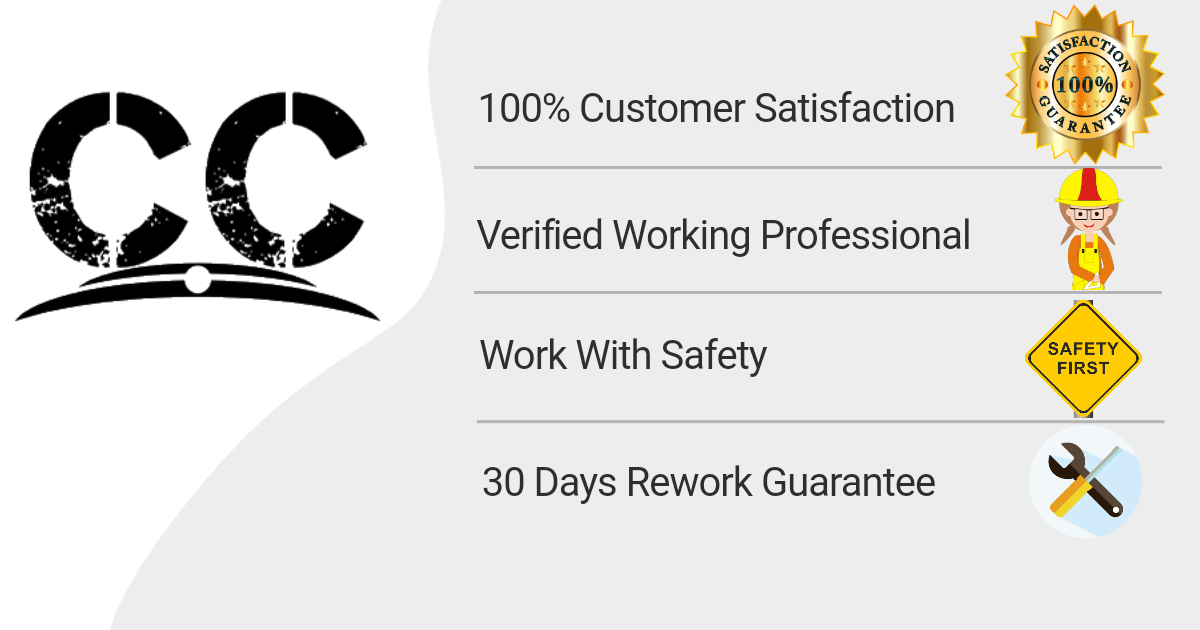 CC
100% Customer Satisfaction
SATISFACTION
100%
GUARANTEE
Verified Working Professional
Work With Safety
SAFETY
FIRST
30 Days Rework Guarantee